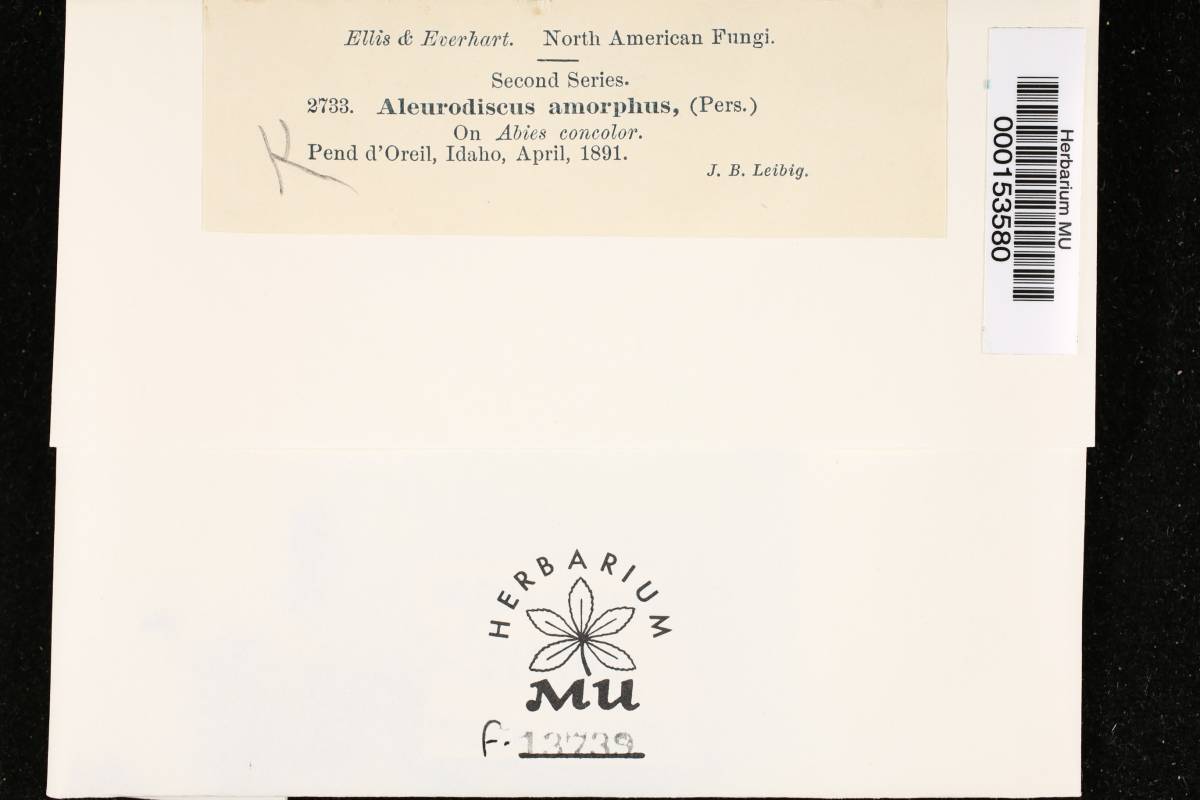 Ellis & Everhart. North American Fungi.
Second Series.
2733. Aleurodiscus amorphus, (Pers.)
On Abies concolor.
Pend d'Oreil, Idaho, April, 1891.
J. B. Leibig.
K
Herbarium MU
000153580
HERBARIUM
MU
F. 13739